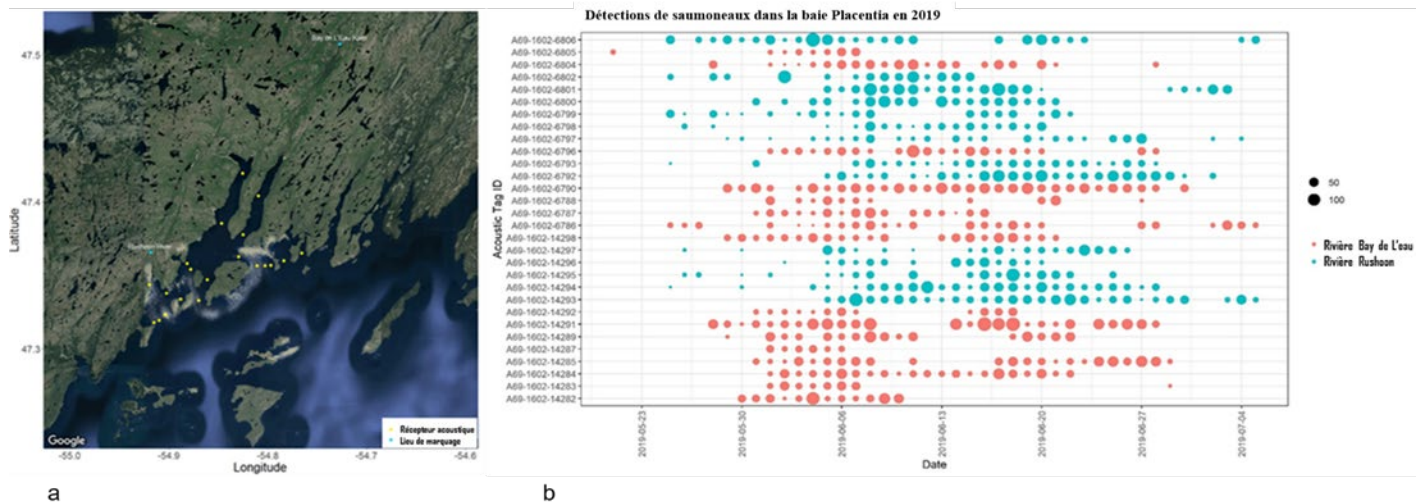 Détections de saumoneaux dans la baie Placentia en 2019
47.5
47.4
47.3
Latitude
Google
Récepteur acoustique
Lieu de marquage
-55.0
-54.9
-54.8
-54.7
-54.6
Longitude
a
Acoustic Tag ID
A69-1602-6806
A69-1602-6805
A69-1602-6804
A69-1602-6802
A69-1602-6801
A69-1602-6800
A69-1602-6799
A69-1602-6798
A69-1602-6797
A69-1602-6796
A69-1602-6793
A69-1602-6792
A69-1602-6790
A69-1602-6788
A69-1602-6787
A69-1602-6786
A69-1602-14298
A69-1602-14297
A69-1602-14296
A69-1602-14295
A69-1602-14294
A69-1602-14293
A69-1602-14292
A69-1602-14291
A69-1602-14289
A69-1602-14287
A69-1602-14285
A69-1602-14284
A69-1602-14283
A69-1602-14282
2019-05-23
2019-05-30
2019-06-06
2019-06-13
2019-06-20
2019-06-27
2019-07-04
Date
50
100
Rivière Bay de L'eau
Rivière Rushoon
b